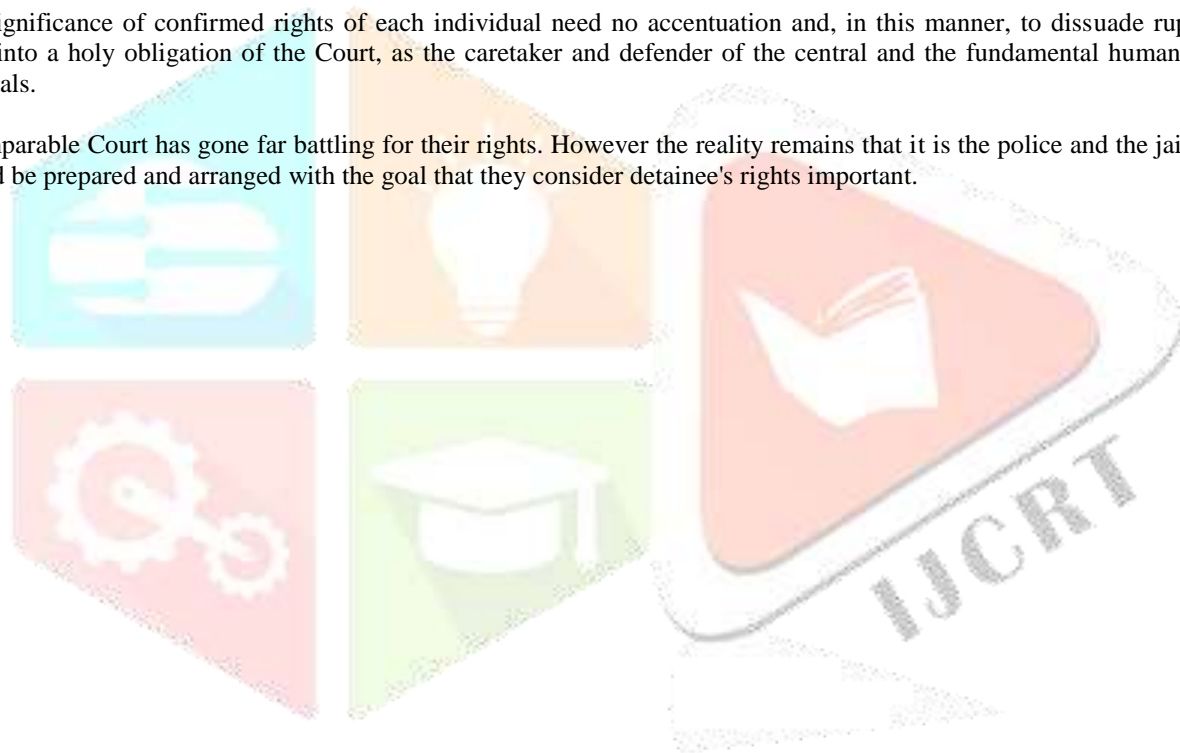 ignificance of confirmed rights of each individual need no accentuation and, in this manner, to dissuade rup
into a holy obligation of the Court, as the caretaker and defender of the central and the fundamental human
als.
parable Court has gone far battling for their rights. However the reality remains that it is the police and the jai
d be prepared and arranged with the goal that they consider detainee's rights important.
IJCRT